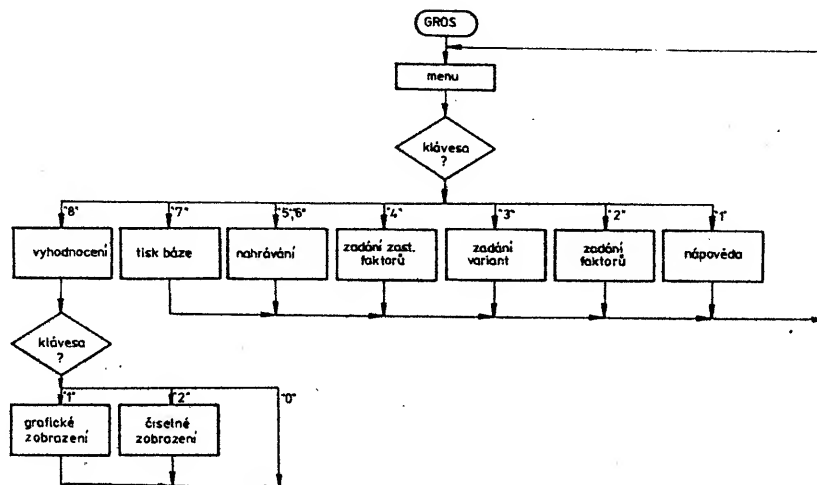 GROS
menu
klávesa
?
"8"
"7"
"5","6"
"4"
"3"
"2"
"1"
vyhodnocení
tisk báze
nahrávání
zadání zast.
faktorů
zadání
variant
zadání
faktorů
nápověda
klávesa
?
"1"
"2"
"0"
grafické
zobrazení
číselné
zobrazení